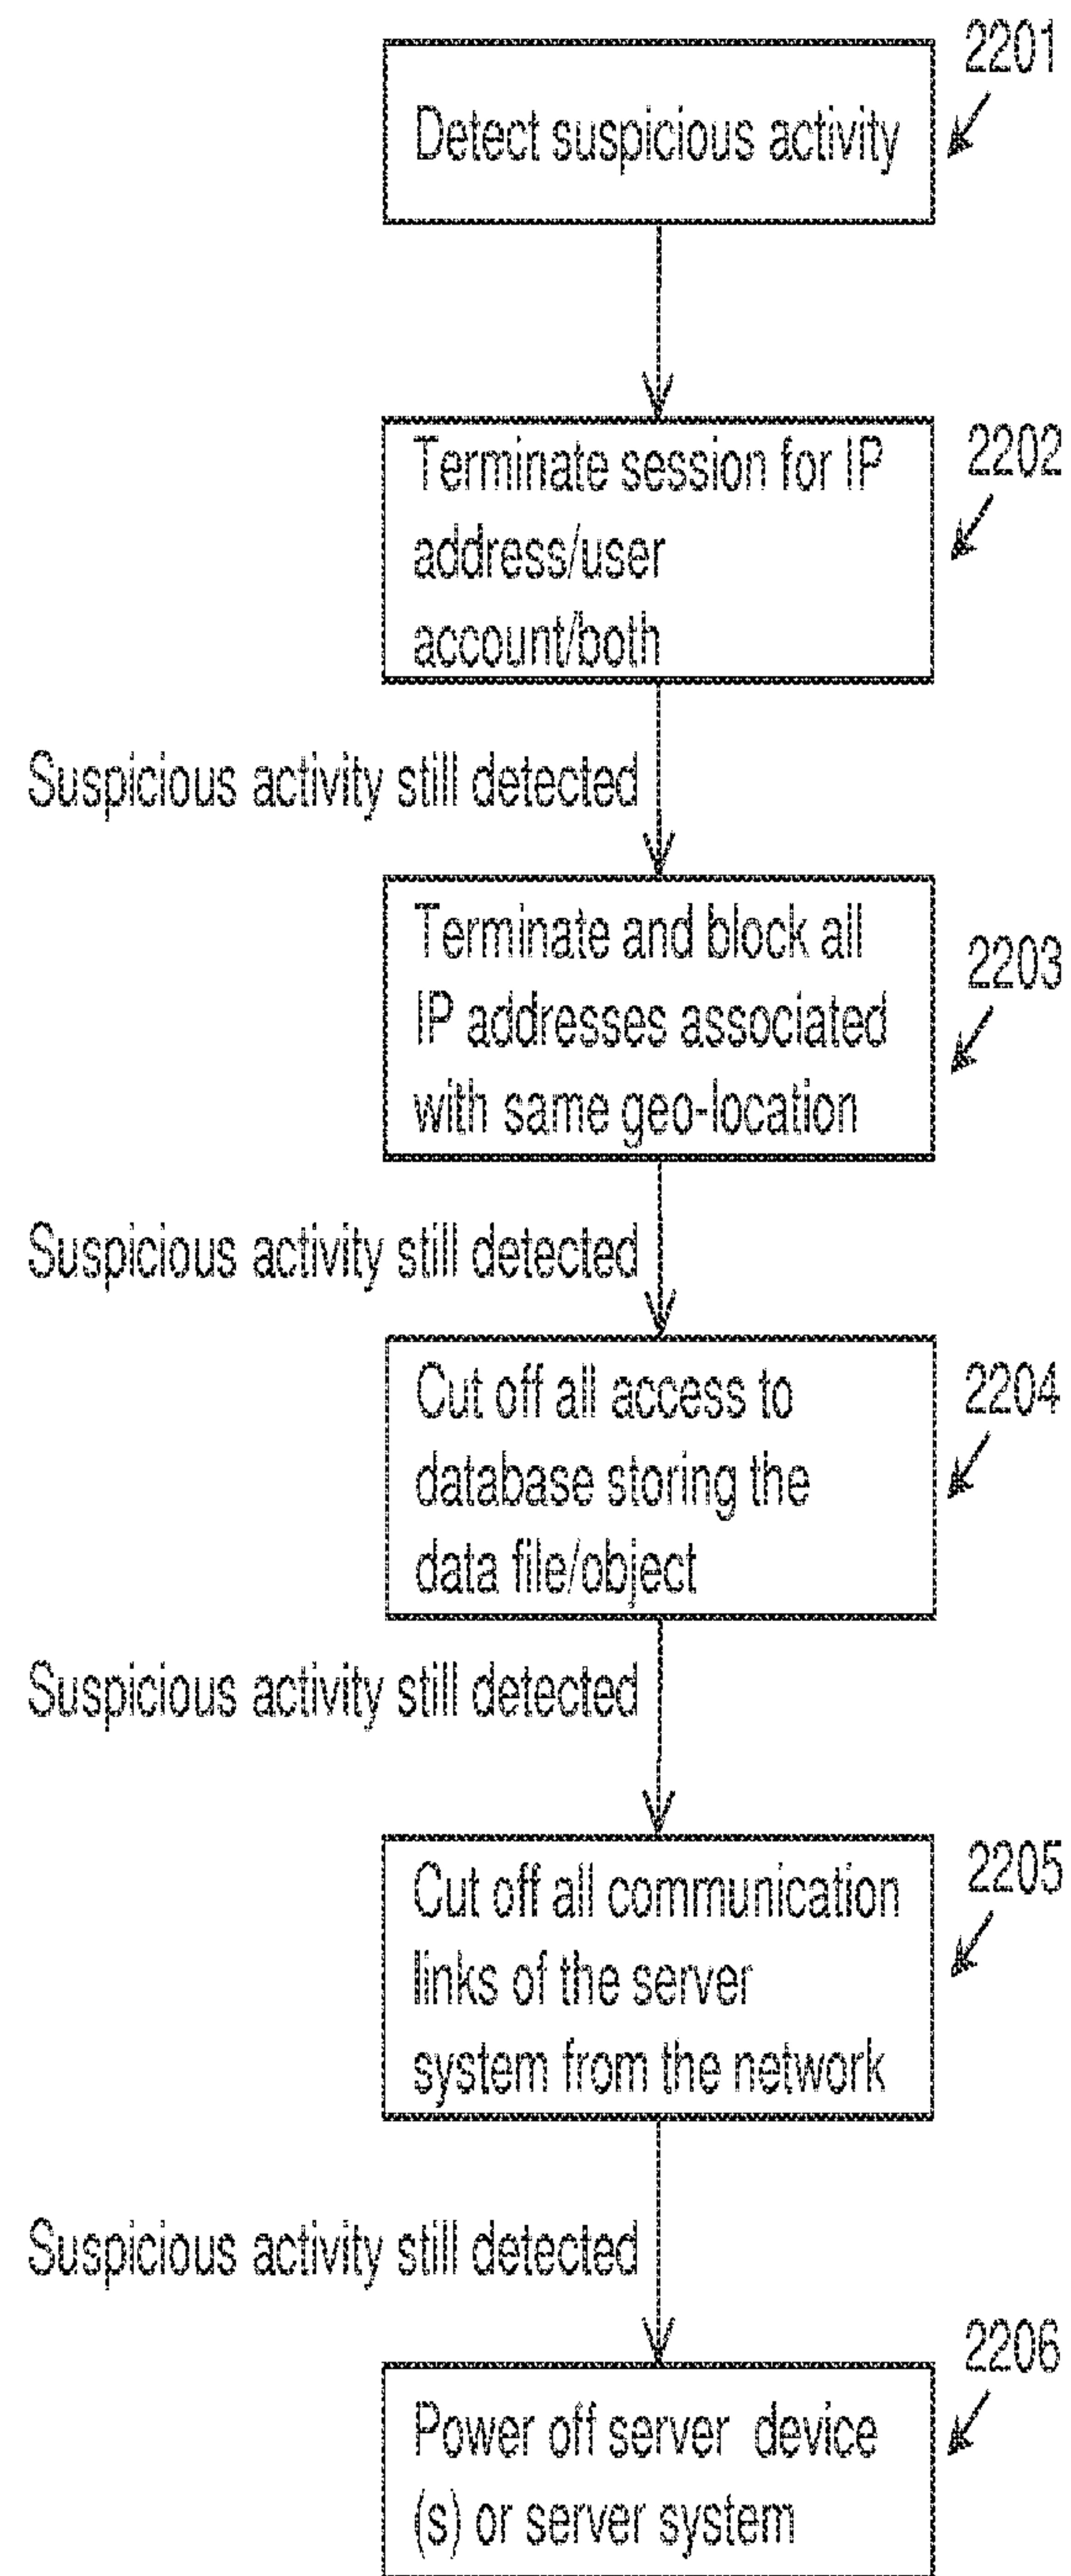 2201
Detect suspicious activity
2202
Terminate session for IP
address/user
account/both
Suspicious activity still detected
2203
Terminate and block all
IP addresses associated
with same geo-location
Suspicious activity still detected
2204
Cut off all access to
database storing the
data file/object
Suspicious activity still detected
2205
Cut off all communication
links of the server
system from the network
Suspicious activity still detected
2206
Power off server device
(s) or server system